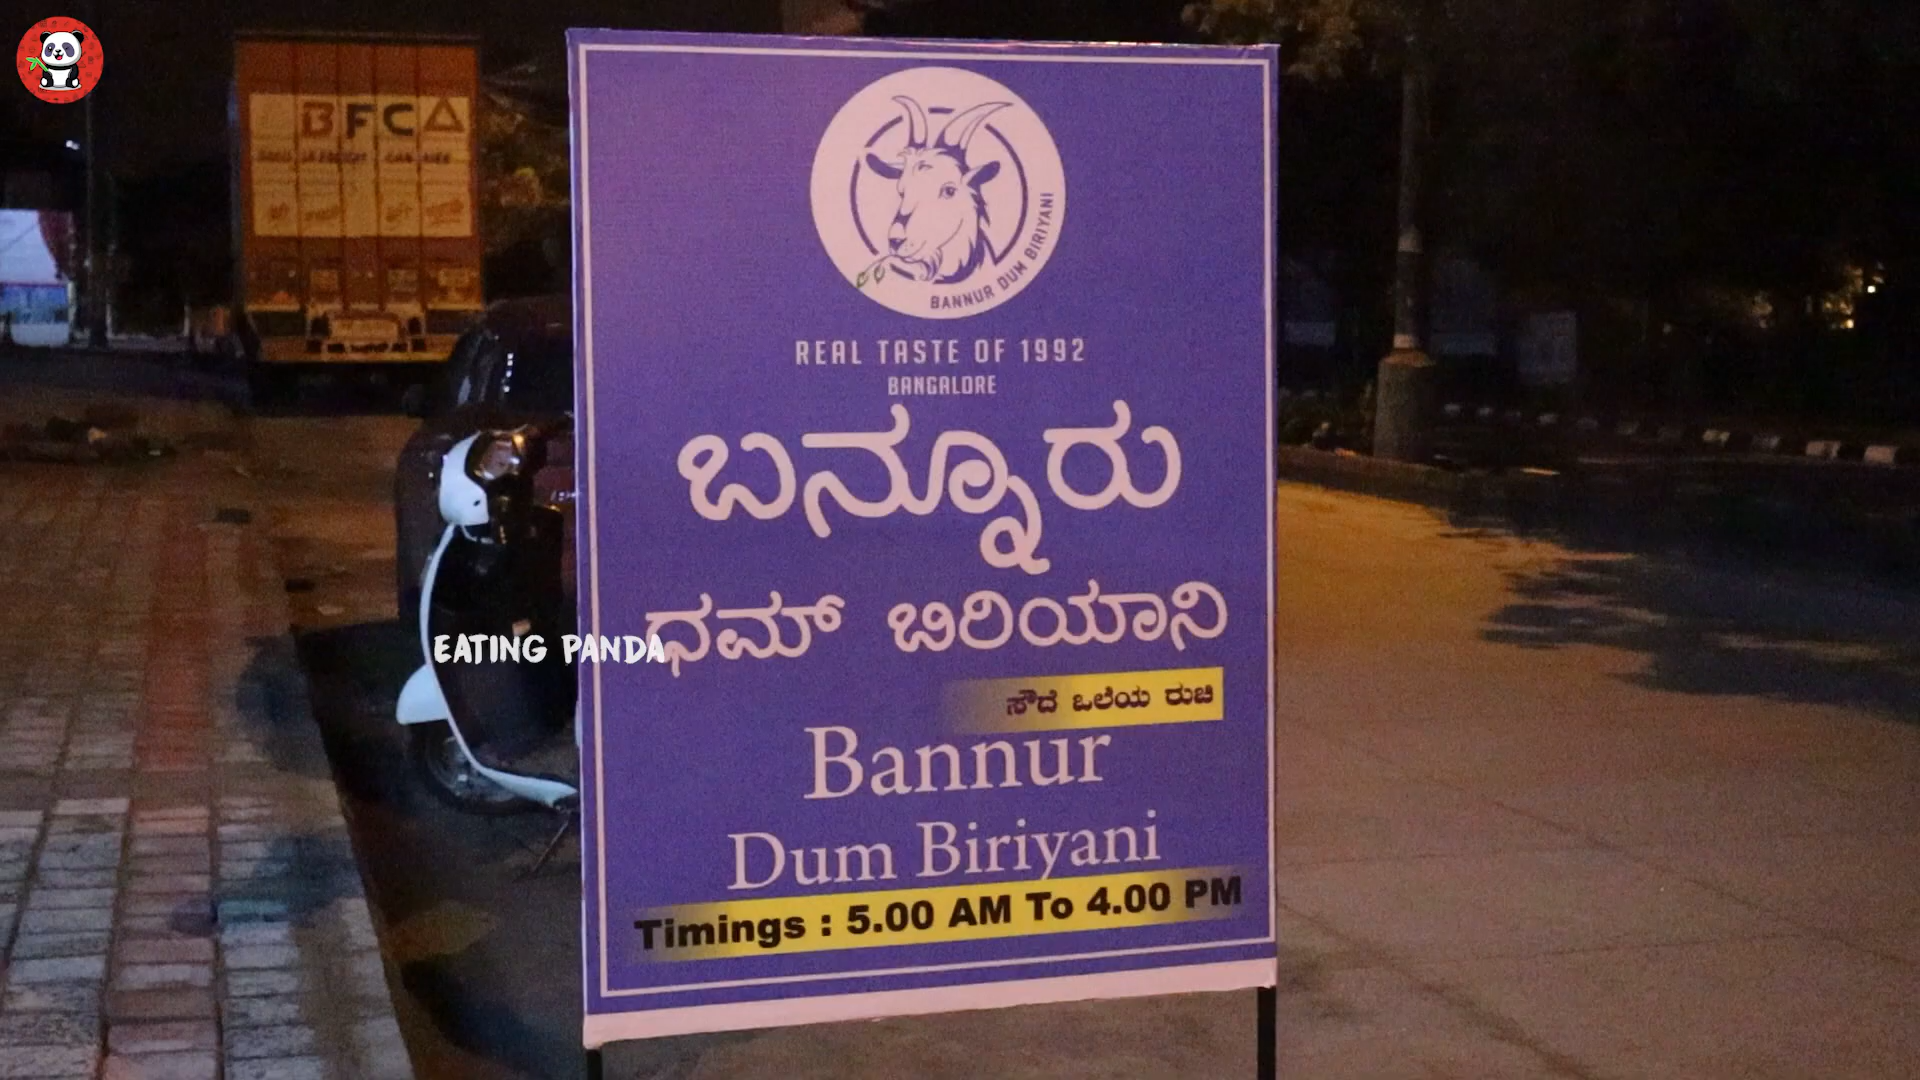 BFCA
BANNUR DUM BIRIYANI
REAL TASTE OF 1992
BANGALORE
ಬನ್ನೂರು
ಧಮ್ ಬಿರಿಯಾನಿ
EATING PANDA
ಸೌದೆ ಒಲೆಯ ರುಚಿ
Bannur
Dum Biriyani
Timings : 5.00 AM To 4.00 PM